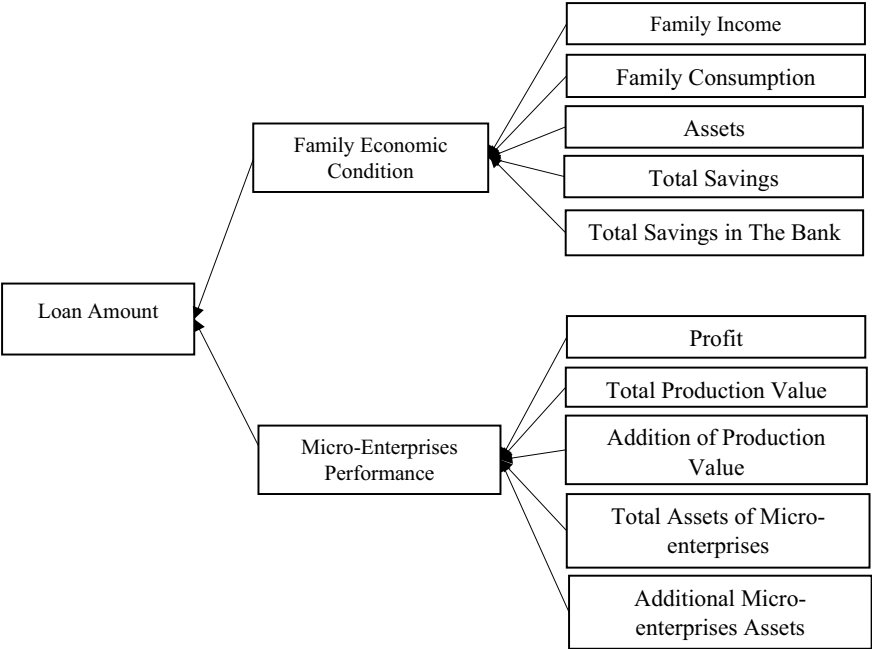 Family Income
Family Consumption
Assets
Total Savings
Total Savings in The Bank
Family Economic
Condition
Loan Amount
Micro-Enterprises
Performance
Profit
Total Production Value
Addition of Production
Value
Total Assets of Micro-
enterprises
Additional Micro-
enterprises Assets